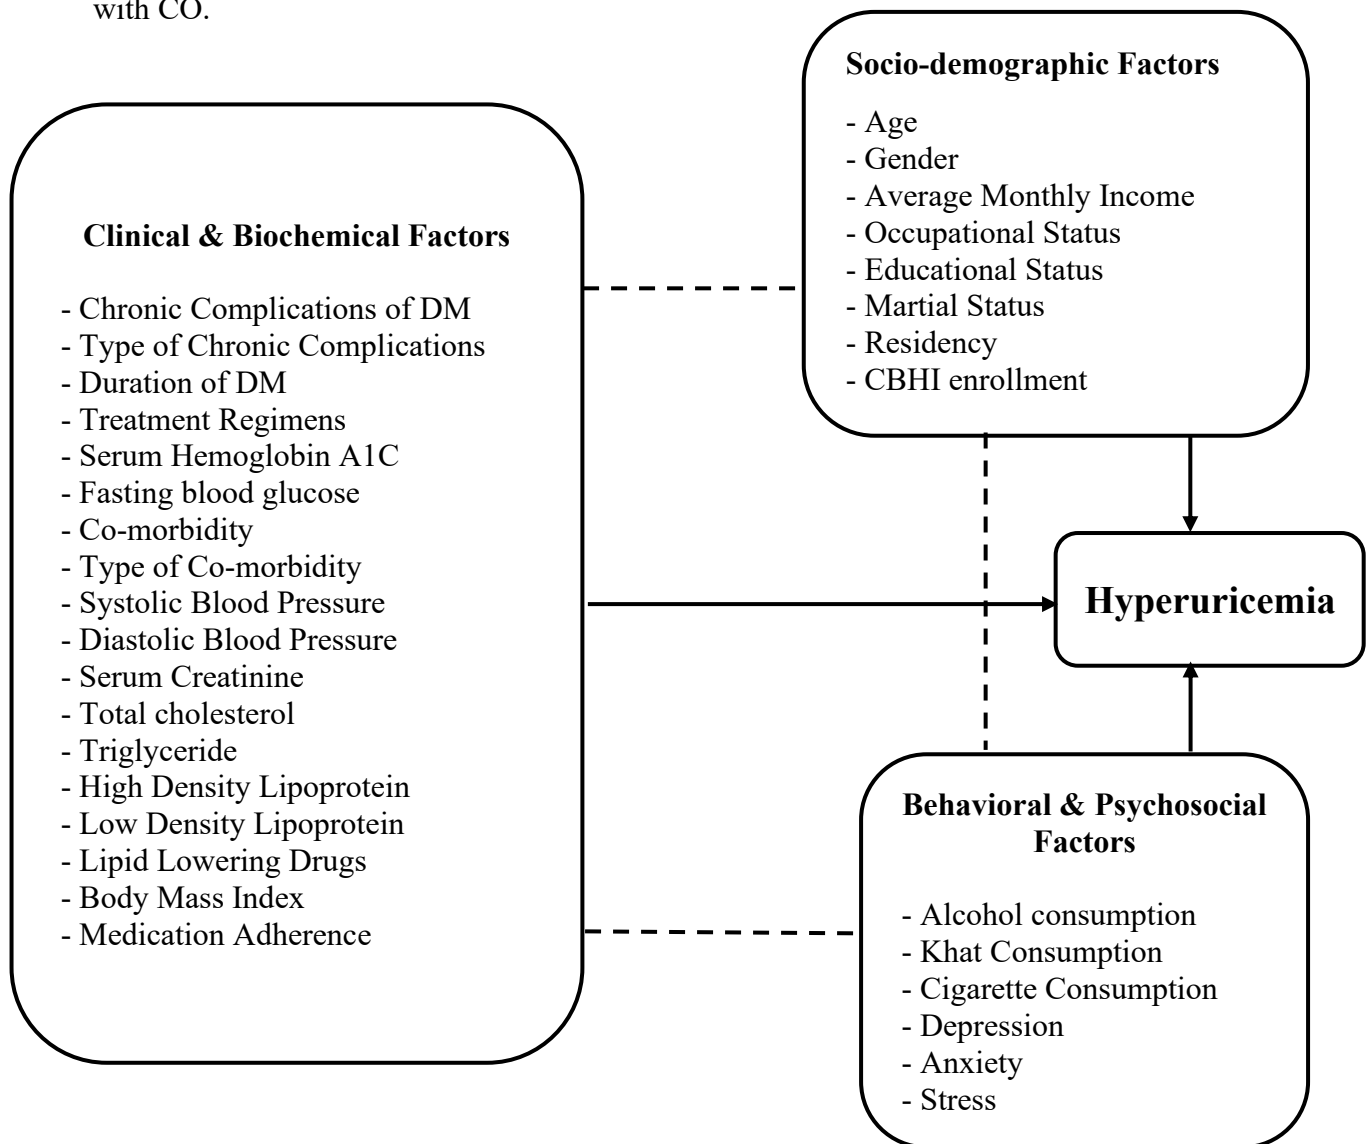 with CO.
Socio-demographic Factors
- Age
- Gender
- Average Monthly Income
- Occupational Status
- Educational Status
- Martial Status
- Residency
- CBHI enrollment
Clinical & Biochemical Factors
- Chronic Complications of DM
- Type of Chronic Complications
- Duration of DM
- Treatment Regimens
- Serum Hemoglobin A1C
- Fasting blood glucose
- Co-morbidity
- Type of Co-morbidity
- Systolic Blood Pressure
- Diastolic Blood Pressure
- Serum Creatinine
- Total cholesterol
- Triglyceride
- High Density Lipoprotein
- Low Density Lipoprotein
- Lipid Lowering Drugs
- Body Mass Index
- Medication Adherence
Hyperuricemia
Behavioral & Psychosocial
Factors
- Alcohol consumption
- Khat Consumption
- Cigarette Consumption
- Depression
- Anxiety
- Stress